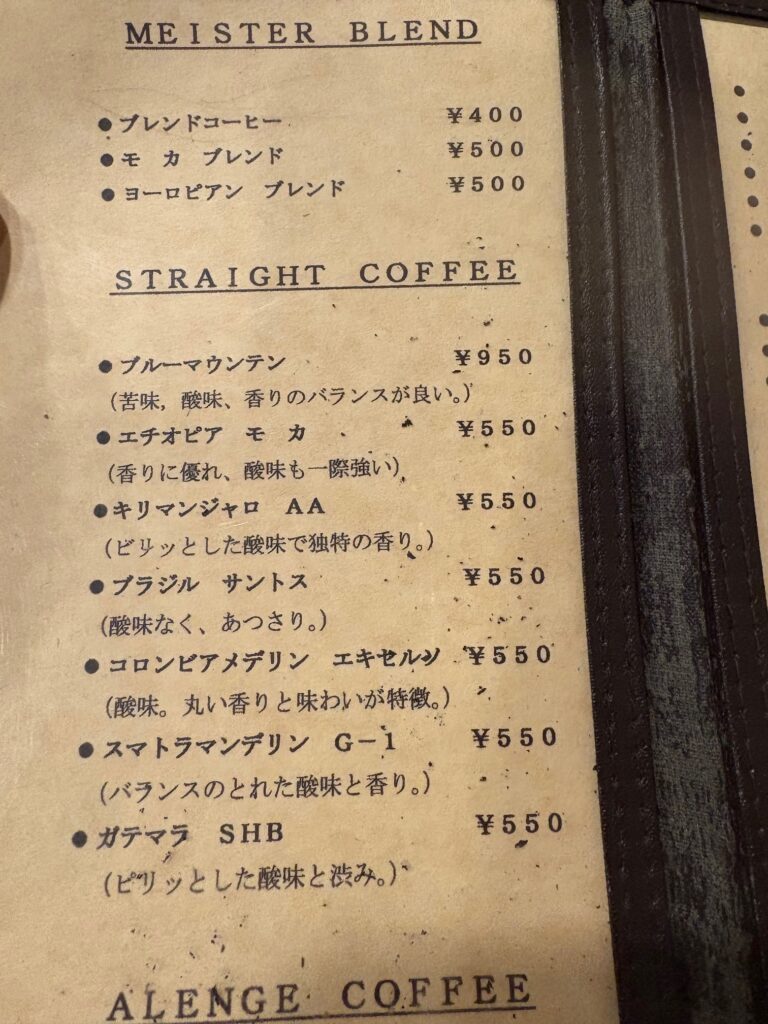 MEISTER BLEND
●ブレンドコーヒー ¥400
●モカ ブレンド ¥500
●ヨーロピアン ブレンド ¥500
STRAIGHT COFFEE
●ブルーマウンテン ¥950
(苦味,酸味、香りのバランスが良い。)
●エチオピア モカ ¥550
(香りに優れ、酸味も一際強い)
●キリマンジャロ AA ¥550
(ピリッとした酸味で独特の香り。)
●ブラジル サントス ¥550
(酸味なく、あつさり。)
●コロンビアメデリン エキセルソ ¥550
(酸味。丸い香りと味わいが特徴。)
●スマトラマンデリン G-1 ¥550
(バランスのとれた酸味と香り。)
●ガテマラ SHB ¥550
(ピリッとした酸味と渋み。)
ALENGE COFFEE